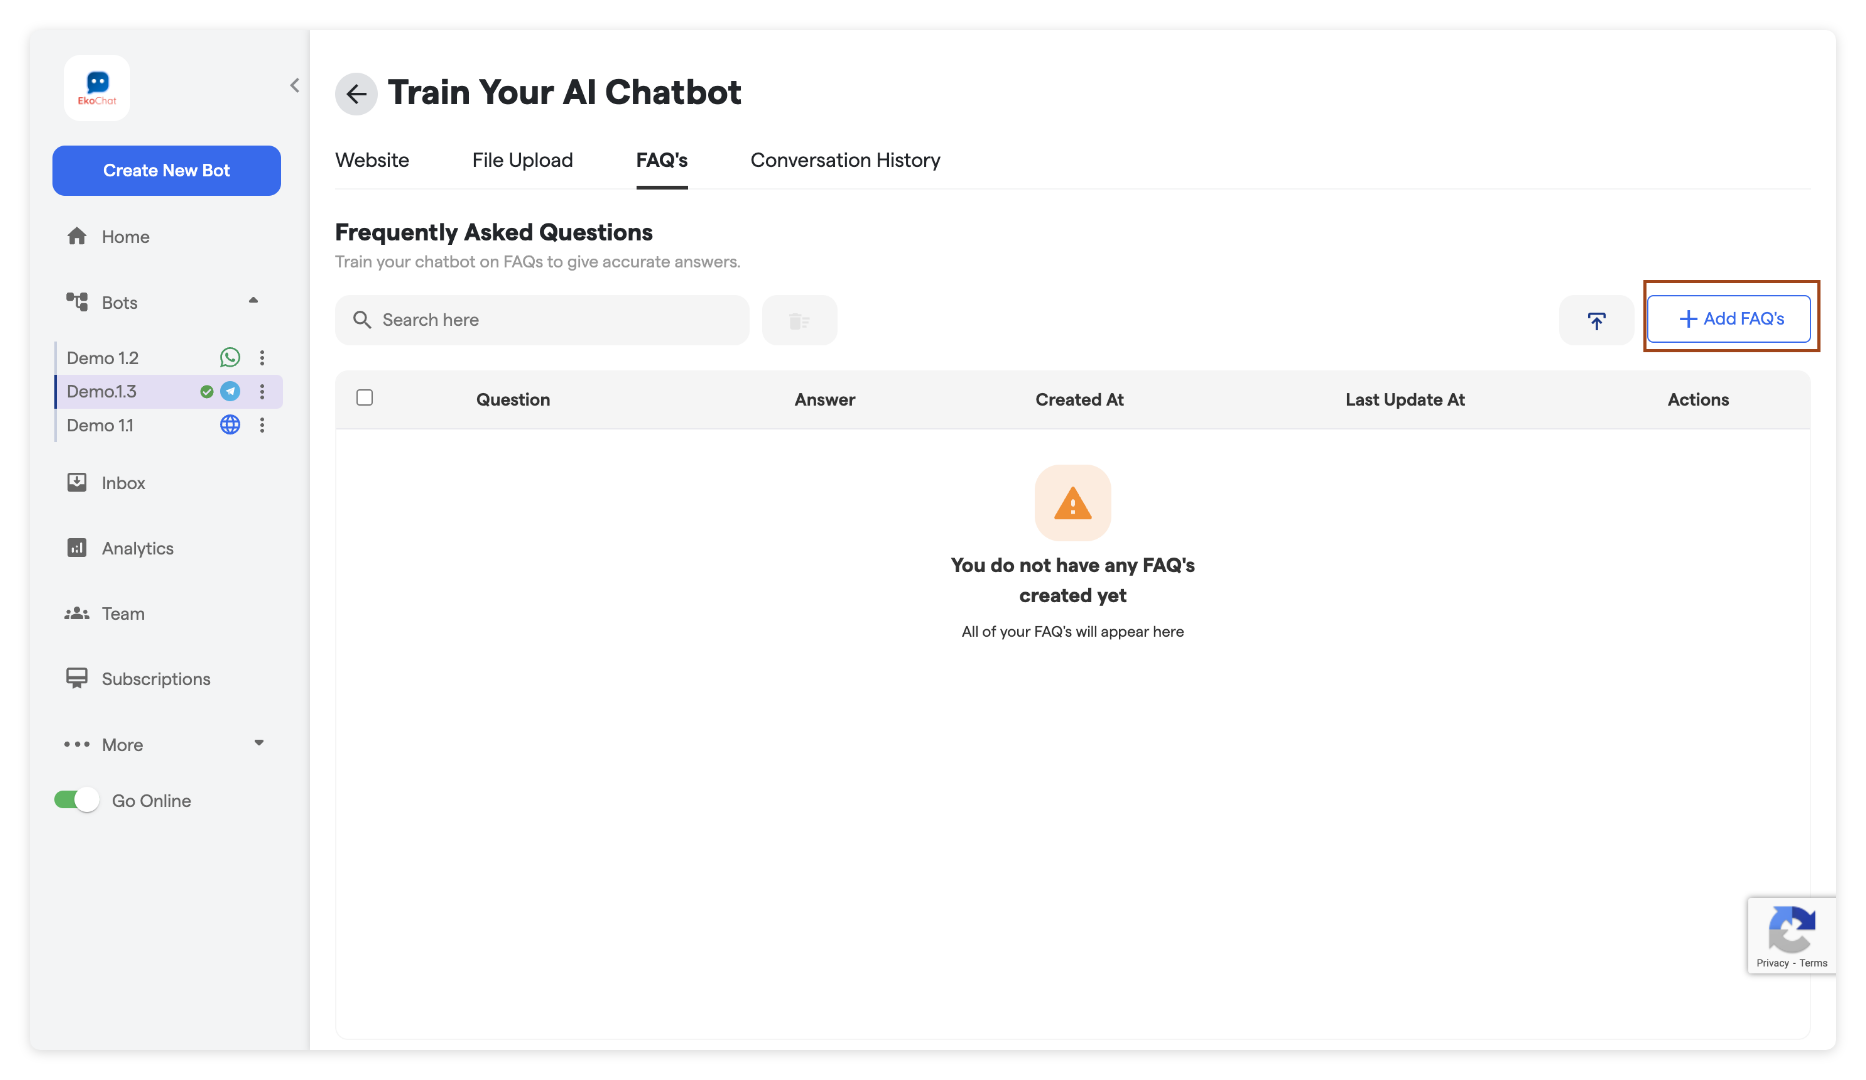 EkoChat
Create New Bot
Home
Bots
Demo 1.2
Demo.1.3
Demo 1.1
Inbox
Analytics
Team
Subscriptions
More
Go Online
Train Your AI Chatbot
Website
File Upload
FAQ's
Conversation History
Frequently Asked Questions
Train your chatbot on FAQs to give accurate answers.
Search here
Add FAQ's
Question
Answer
Created At
Last Update At
Actions
You do not have any FAQ's
created yet
All of your FAQ's will appear here
Privacy - Terms